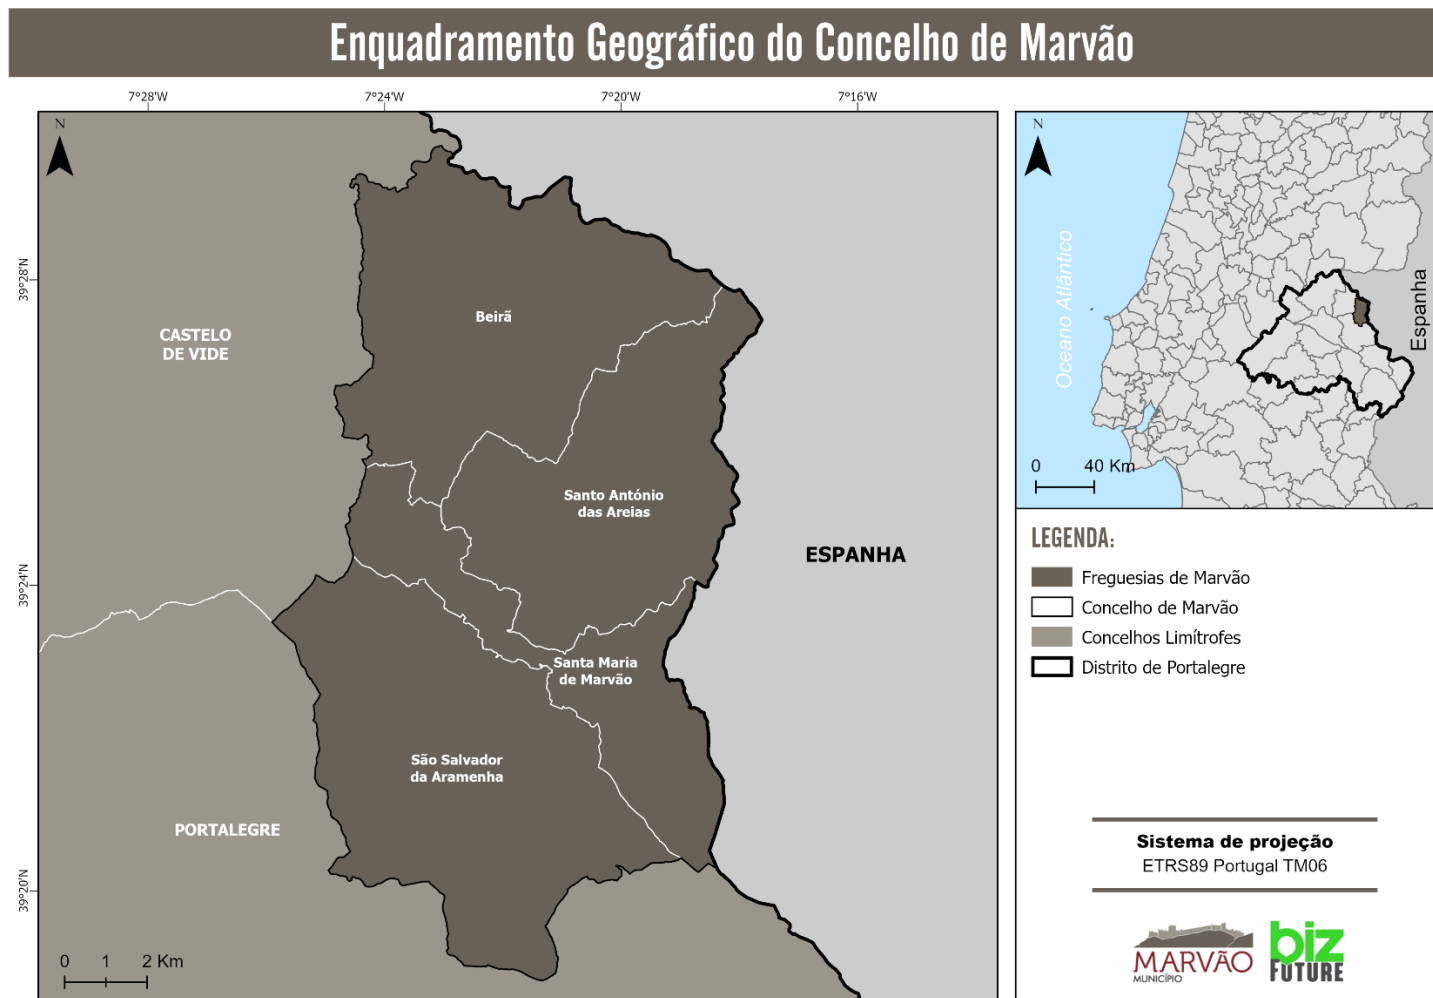 Enquadramento Geográfico do Concelho de Marvão
7°28'W
7°24'W
7°20'W
7°16'W
39°28'N
39°24'N
39°20'N
N
Beirã
CASTELO
DE VIDE
Santo António
das Areias
ESPANHA
Santa Maria
de Marvão
São Salvador
da Aramenha
PORTALEGRE
0 1 2 Km
N
Oceano Atlântico
Espanha
0 40 Km
LEGENDA:
Freguesias de Marvão
Concelho de Marvão
Concelhos Limítrofes
Distrito de Portalegre
Sistema de projeção
ETRS89 Portugal TM06
MARVÃO
MUNICÍPIO
biz
FUTURE